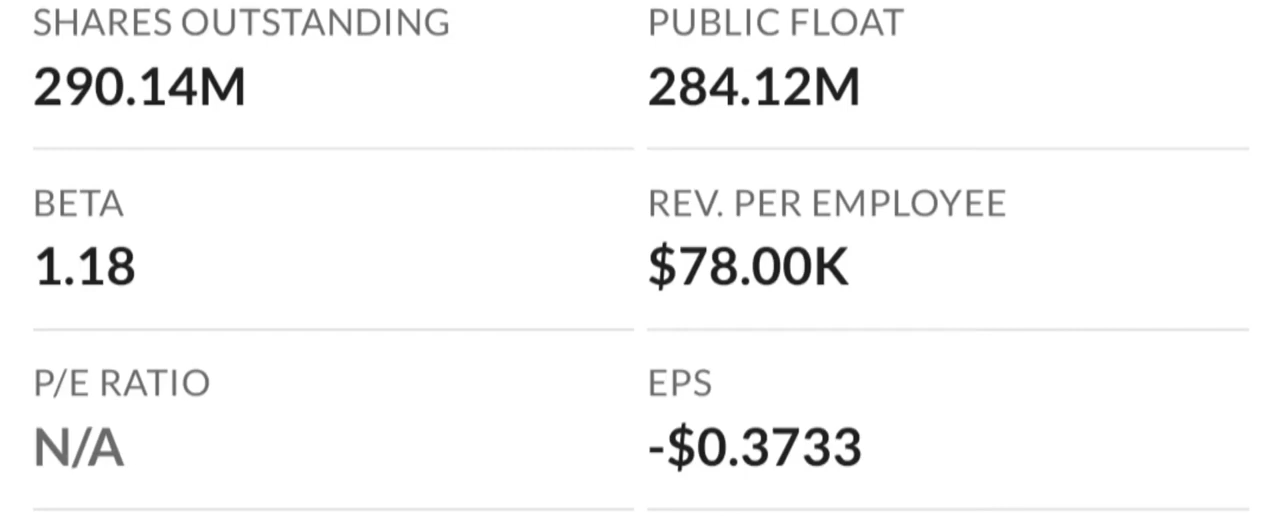 SHARES OUTSTANDING
290.14M
PUBLIC FLOAT
284.12M
BETA
1.18
REV. PER EMPLOYEE
$78.00K
P/E RATIO
N/A
EPS
-$0.3733